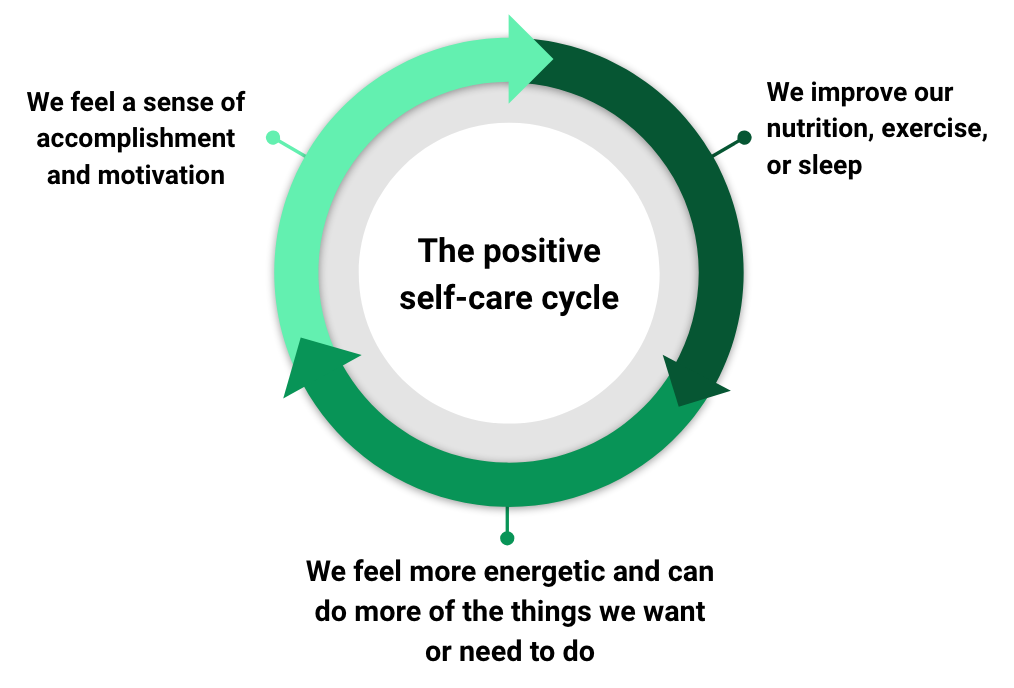 The positive
self-care cycle
We improve our
nutrition, exercise,
or sleep
We feel more energetic and can
do more of the things we want
or need to do
We feel a sense of
accomplishment
and motivation